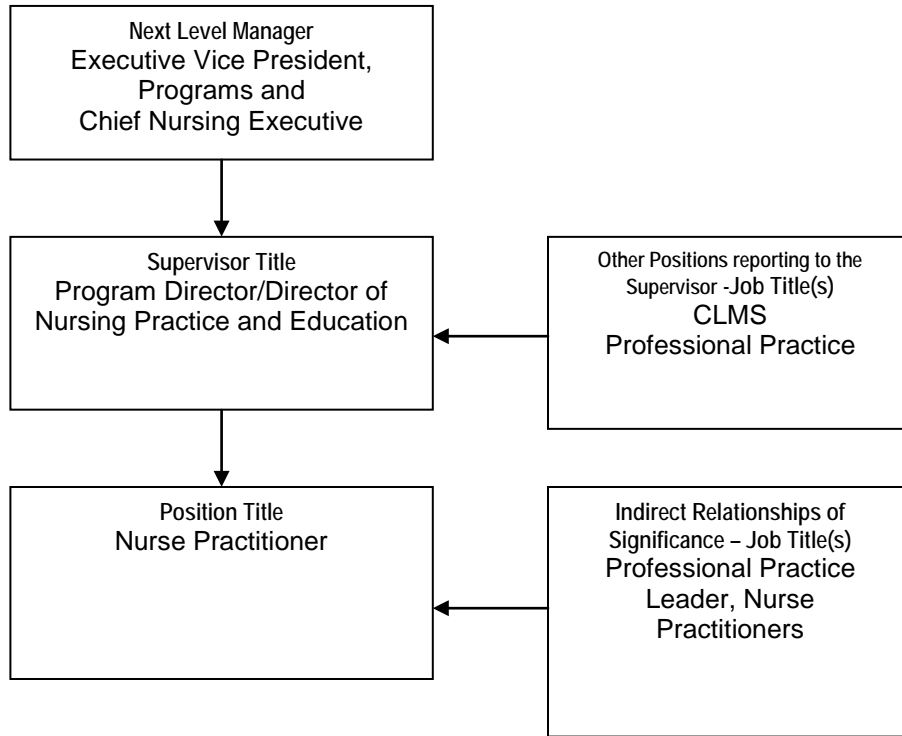 Next Level Manager
Executive Vice President,
Programs and
Chief Nursing Executive
Supervisor Title
Program Director/Director of
Nursing Practice and Education
Other Positions reporting to the
Supervisor -Job Title(s)
CLMS
Professional Practice
Position Title
Nurse Practitioner
Indirect Relationships of
Significance – Job Title(s)
Professional Practice
Leader, Nurse
Practitioners